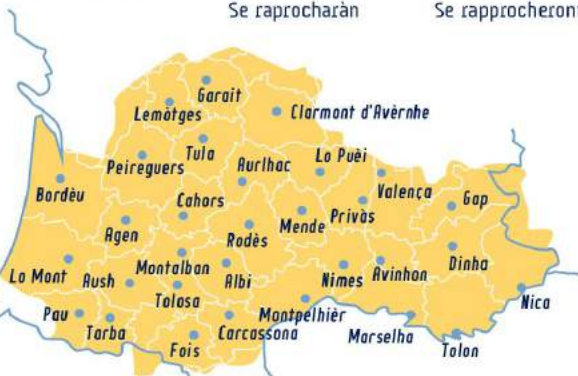 Se raprocharàn
Se rapprocheron
Garait
Lemòtges
Clarmont d'Avèrnhe
Tula
Peireguers
Aurlhac
Lo Puèi
Valença
Bordèu
Cahors
Privàs
Gap
Agen
Rodès
Mende
Lo Mont
Aush
Montalban
Albi
Nimes
Avinhon
Dinha
Tolosa
Nica
Pau
Tarba
Montpelhièr
Fois
Carcassona
Marselha
Tolon